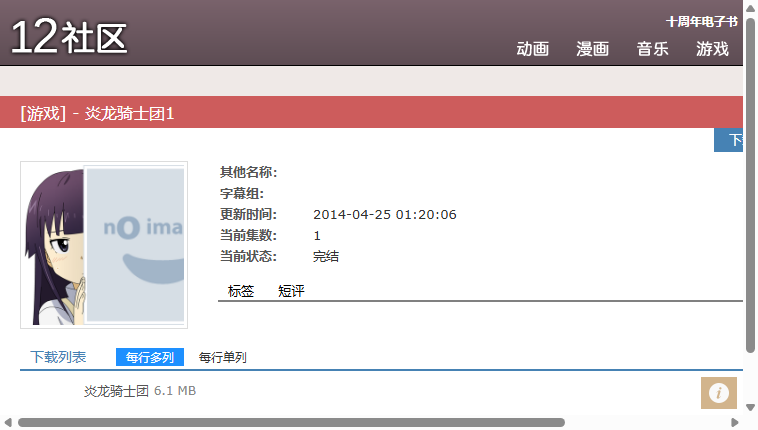 12社区
十周年电子书
动画 漫画 音乐 游戏
[游戏] - 炎龙骑士团1
其他名称:
字幕组:
更新时间: 2014-04-25 01:20:06
当前集数: 1
当前状态: 完结
标签 短评
下载列表 每行多列 每行单列
炎龙骑士团 6.1 MB